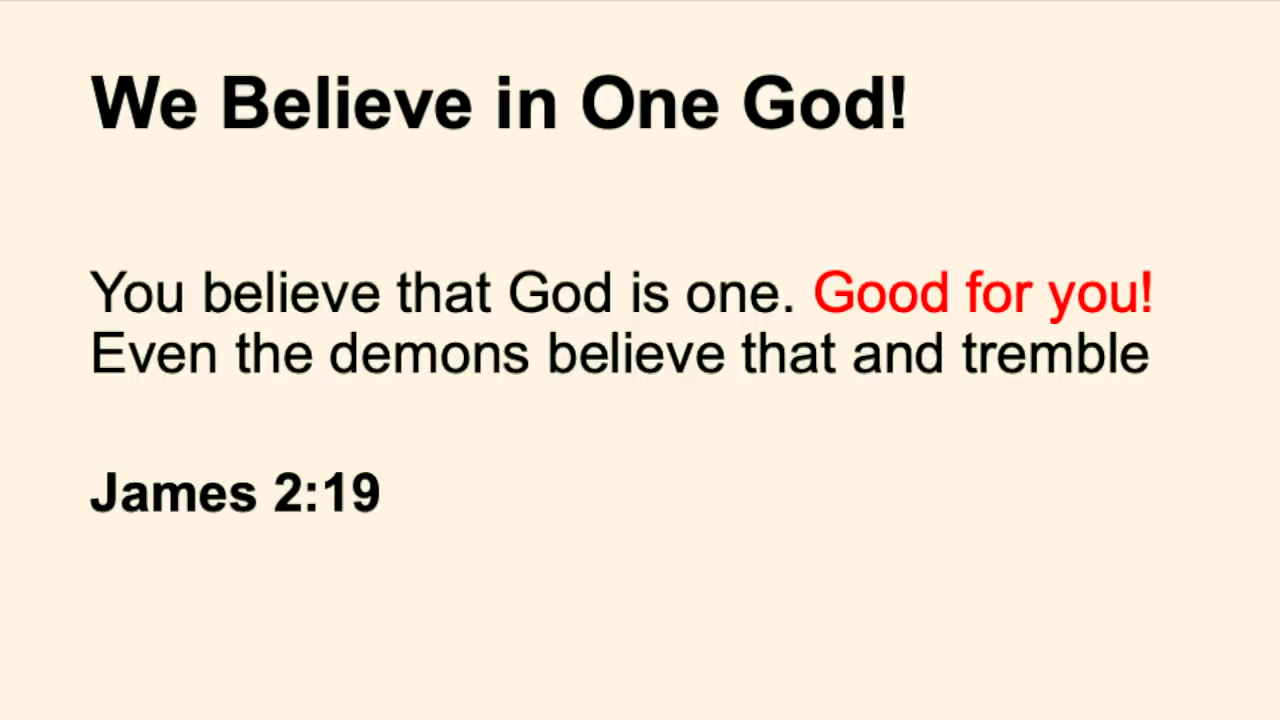 We Believe in One God!
You believe that God is one. Good for you!
Even the demons believe that and tremble
James 2:19